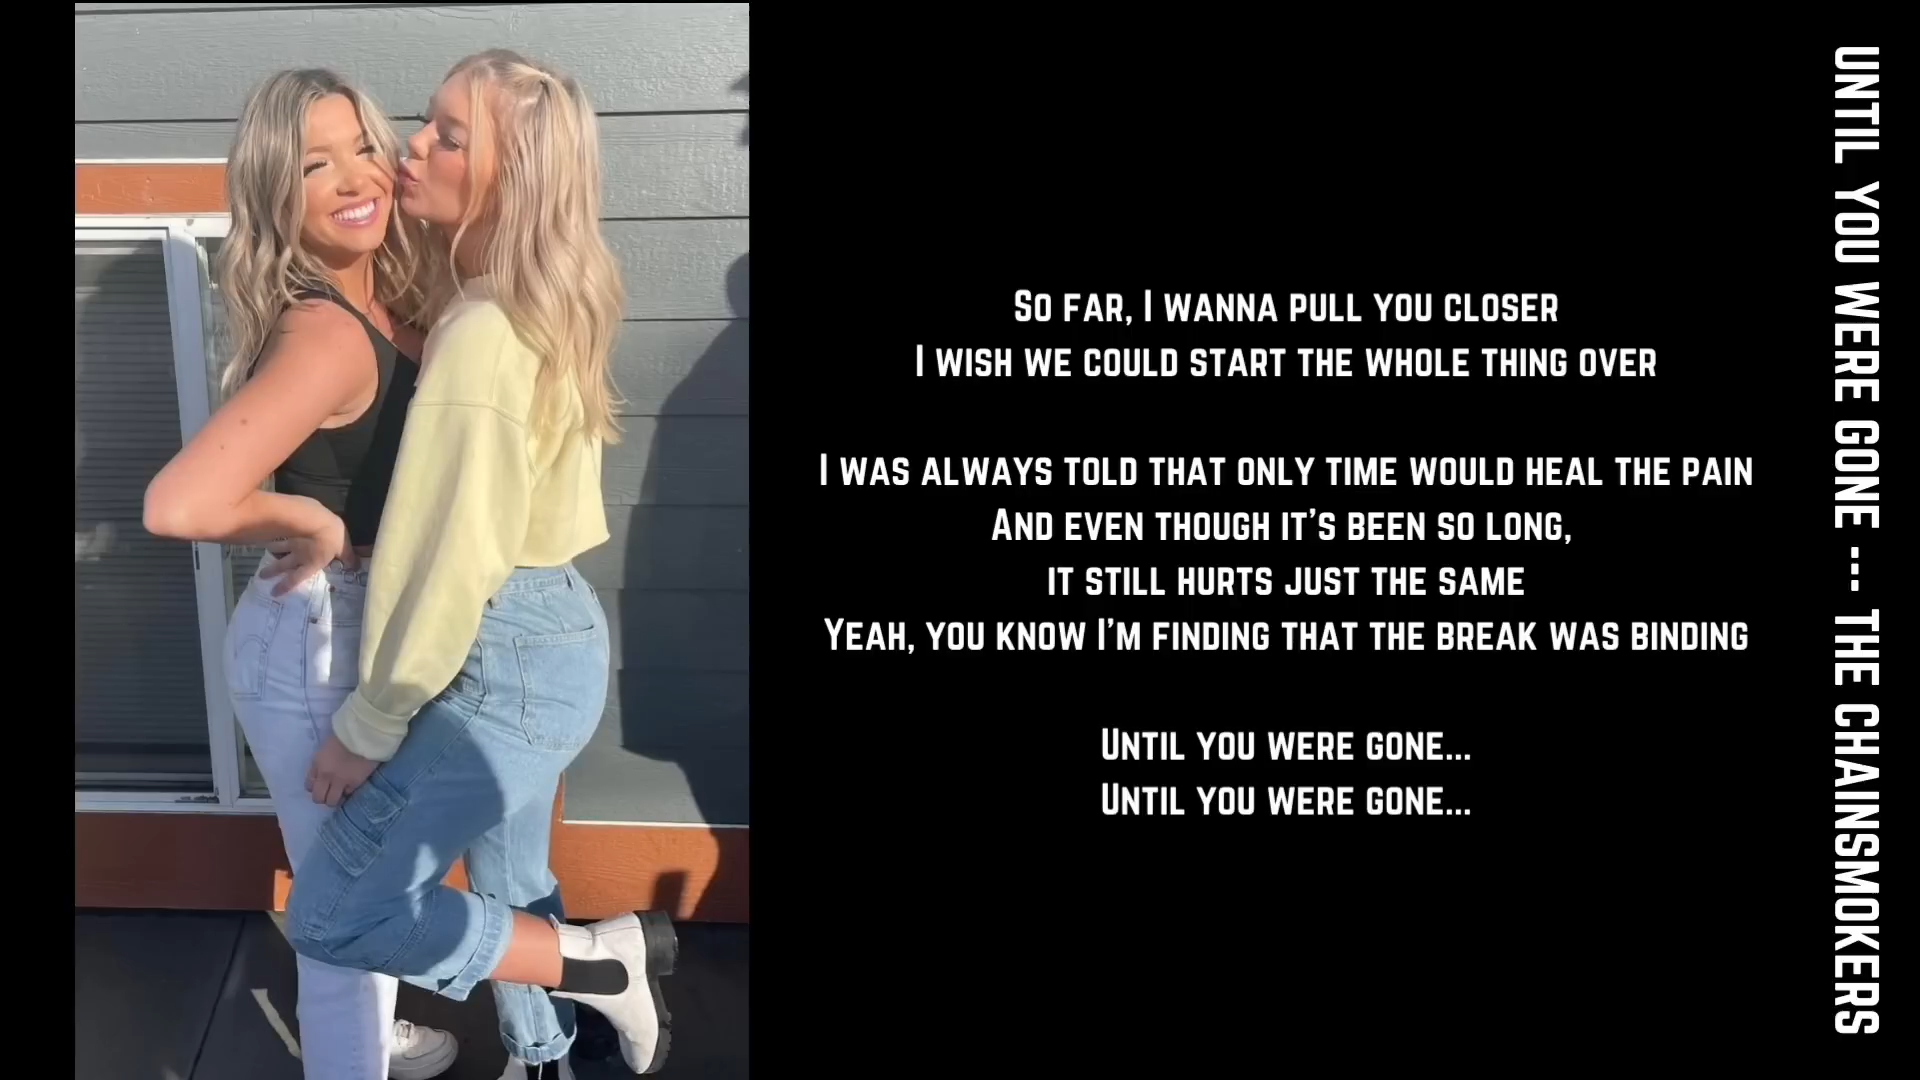 So far, I wanna pull you closer
I wish we could start the whole thing over
I was always told that only time would heal the pain
And even though it's been so long,
it still hurts just the same
Yeah, you know I'm finding that the break was binding
Until you were gone...
Until you were gone...
UNTIL YOU WERE GONE --- THE CHAINSMOKERS